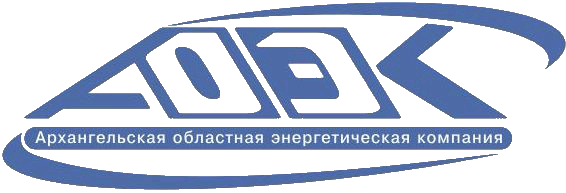 АОЭК
Архангельская областная энергетическая компания